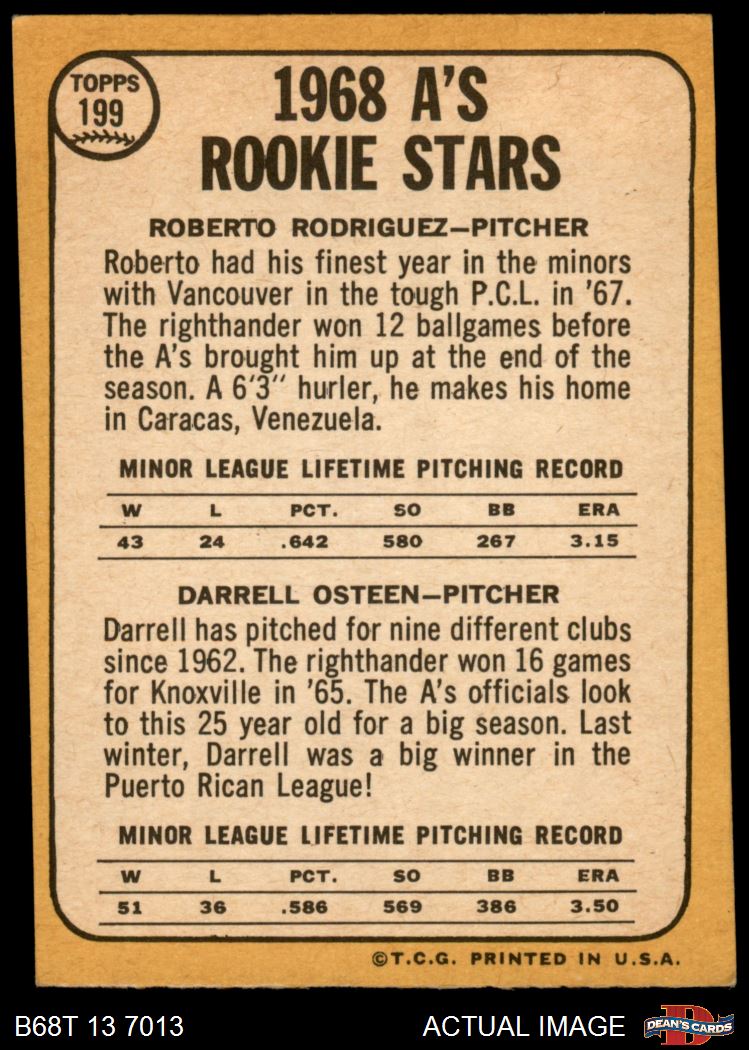 TOPPS
199
1968 A'S
ROOKIE STARS
ROBERTO RODRIGUEZ—PITCHER
Roberto had his finest year in the minors
with Vancouver in the tough P.C.L. in '67.
The righthander won 12 ballgames before
the A's brought him up at the end of the
season. A 6'3" hurler, he makes his home
in Caracas, Venezuela.
MINOR LEAGUE LIFETIME PITCHING RECORD
W L PCT. SO BB ERA
43 24 .642 580 267 3.15
DARRELL OSTEEN—PITCHER
Darrell has pitched for nine different clubs
since 1962. The righthander won 16 games
for Knoxville in '65. The A's officials look
to this 25 year old for a big season. Last
winter, Darrell was a big winner in the
Puerto Rican League!
MINOR LEAGUE LIFETIME PITCHING RECORD
W L PCT. SO BB ERA
51 36 .586 569 386 3.50
©T.C.G. PRINTED IN U.S.A.
B68T 13 7013 ACTUAL IMAGE D DEAN'S CARDS